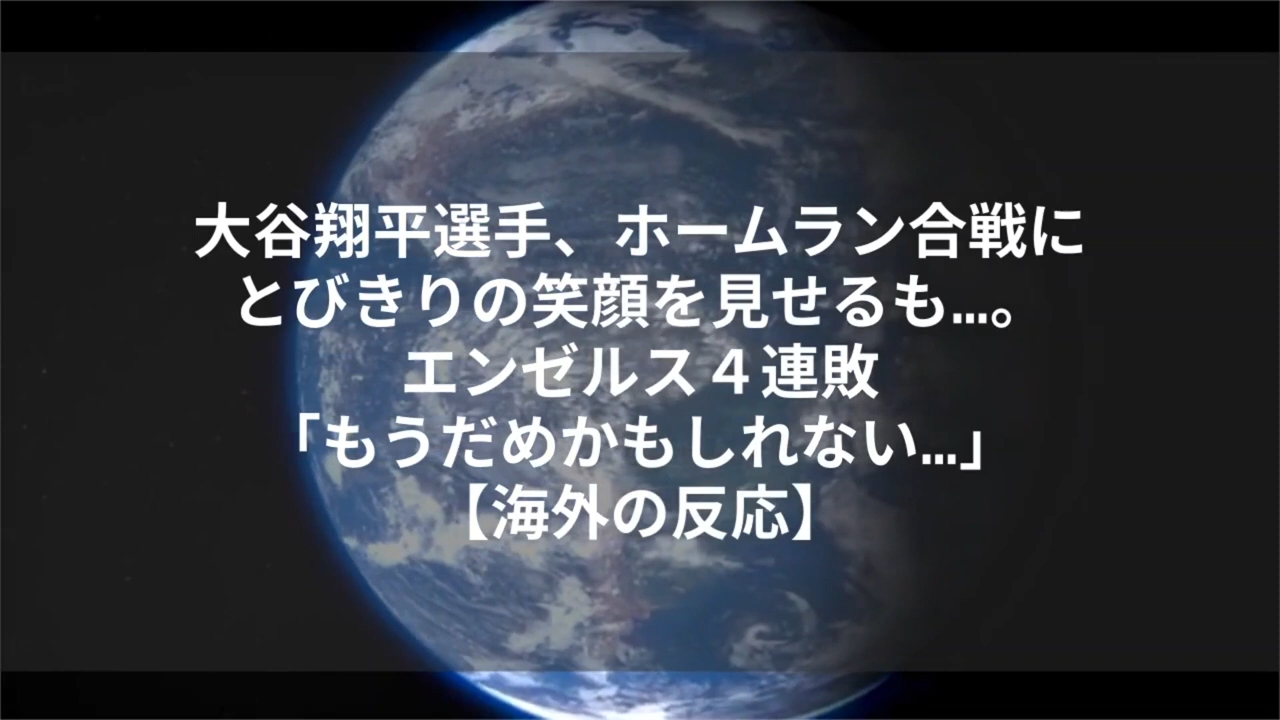 大谷翔平選手、ホームラン合戦に
とびきりの笑顔を見せるも…。
エンゼルス４連敗
「もうだめかもしれない…」
【海外の反応】